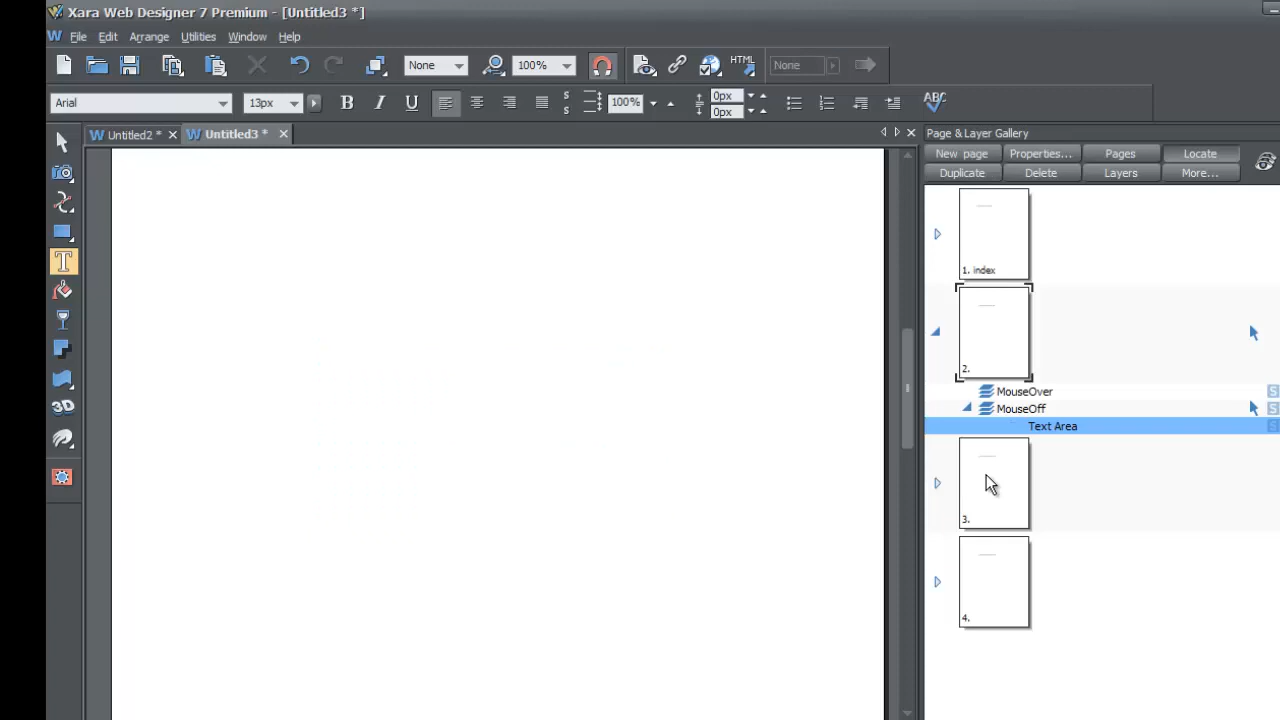 Xara Web Designer 7 Premium - [Untitled3 *]
File Edit Arrange Utilities Window Help
None 100% HTML None
Arial 13px 100% 0px ABC
0px
Untitled2 * Untitled3 *
Page & Layer Gallery
New page Properties... Pages Locate
Duplicate Delete Layers More...
1. index
2.
MouseOver S
MouseOff S
Text Area S
3.
4.